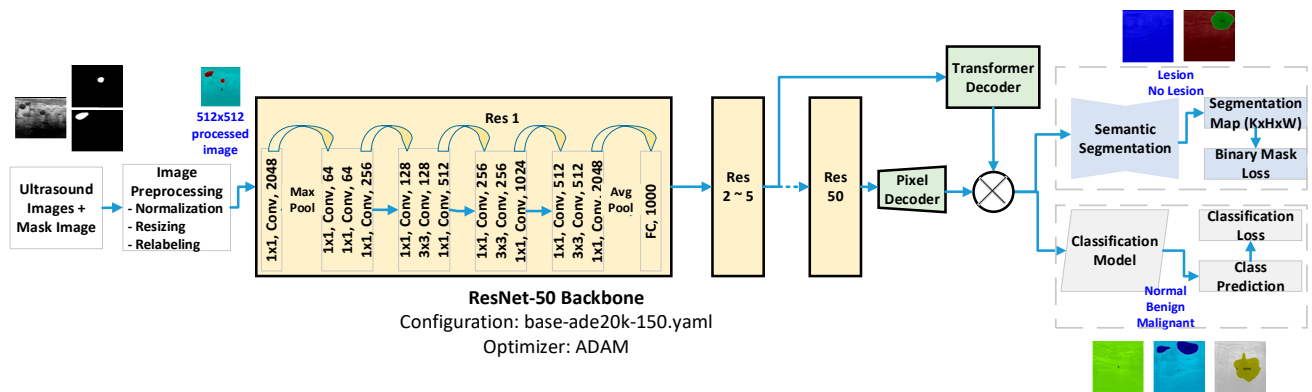 512x512
processed
image
Ultrasound
Images +
Mask Image
Image
Preprocessing
- Normalization
- Resizing
- Relabeling
Res 1
1x1, Conv, 2048
Max
Pool
1x1, Conv, 64
1x1, Conv, 64
1x1, Conv, 256
1x1, Conv, 128
3x3, Conv, 128
1x1, Conv, 512
1x1, Conv, 256
3x3, Conv, 256
1x1, Conv, 1024
1x1, Conv, 512
3x3, Conv, 512
1x1, Conv, 2048
Avg
Pool
FC, 1000
ResNet-50 Backbone
Configuration: base-ade20k-150.yaml
Optimizer: ADAM
Res
2 ~ 5
Res
50
Pixel
Decoder
Transformer
Decoder
Lesion
No Lesion
Semantic
Segmentation
Segmentation
Map (KxHxW)
Binary Mask
Loss
Classification
Model
Classification
Loss
Class
Prediction
Normal
Benign
Malignant